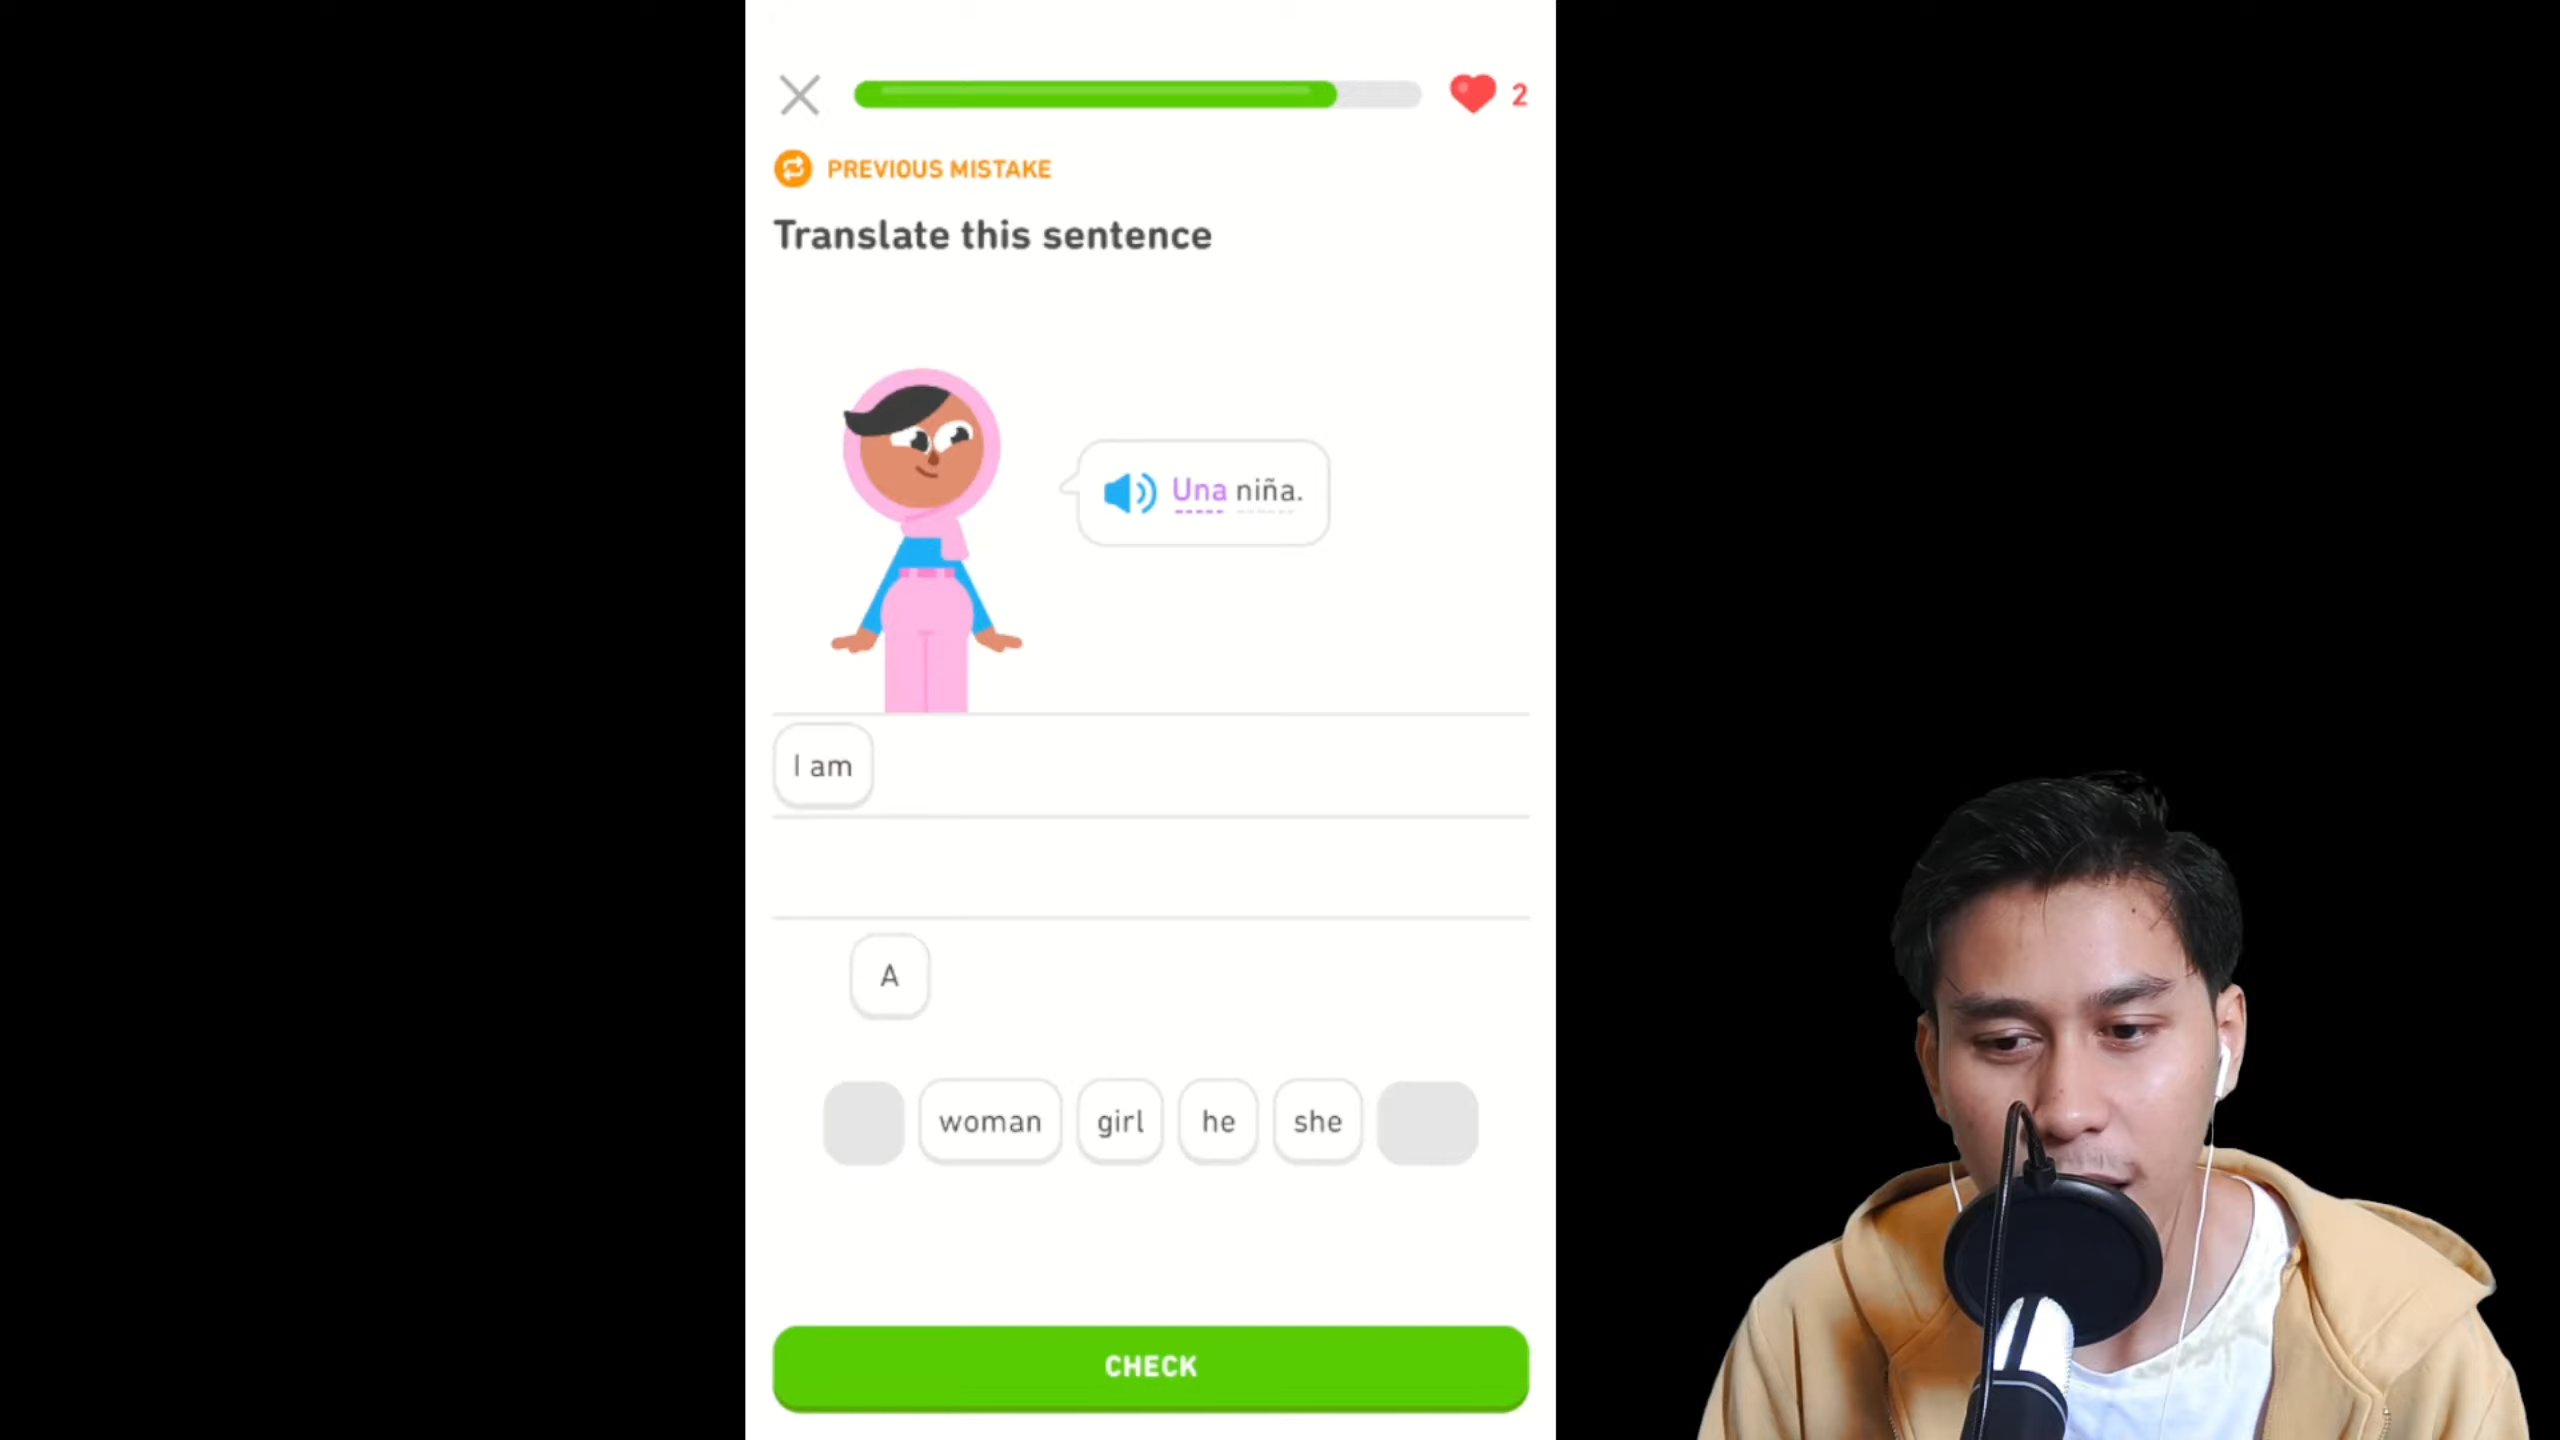 2
PREVIOUS MISTAKE
Translate this sentence
Una niña.
I am
A
woman girl he she
CHECK